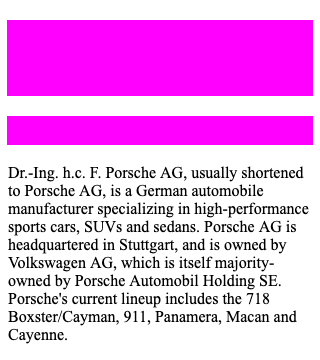 Dr.-Ing. h.c. F. Porsche AG, usually shortened
to Porsche AG, is a German automobile
manufacturer specializing in high-performance
sports cars, SUVs and sedans. Porsche AG is
headquartered in Stuttgart, and is owned by
Volkswagen AG, which is itself majority-
owned by Porsche Automobil Holding SE.
Porsche's current lineup includes the 718
Boxster/Cayman, 911, Panamera, Macan and
Cayenne.